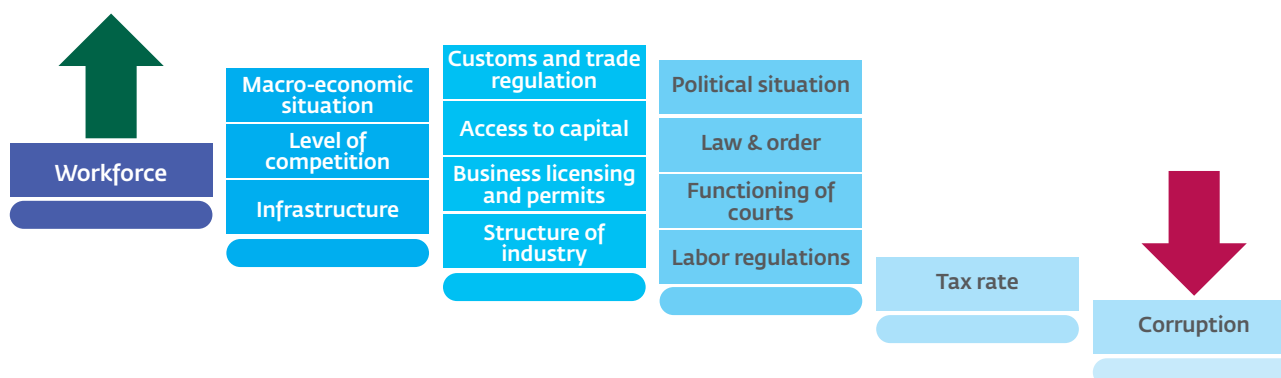 Workforce
Macro-economic
situation
Level of
competition
Infrastructure
Customs and trade
regulation
Access to capital
Business licensing
and permits
Structure of
industry
Political situation
Law & order
Functioning of
courts
Labor regulations
Tax rate
Corruption